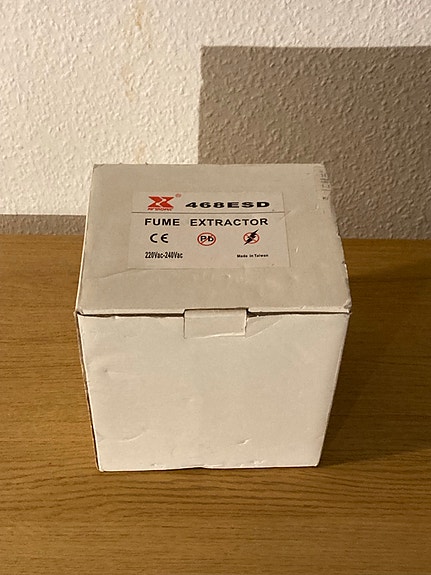 468ESD
FUME EXTRACTOR
CE Pb
220Vac-240Vac Made in Taiwan